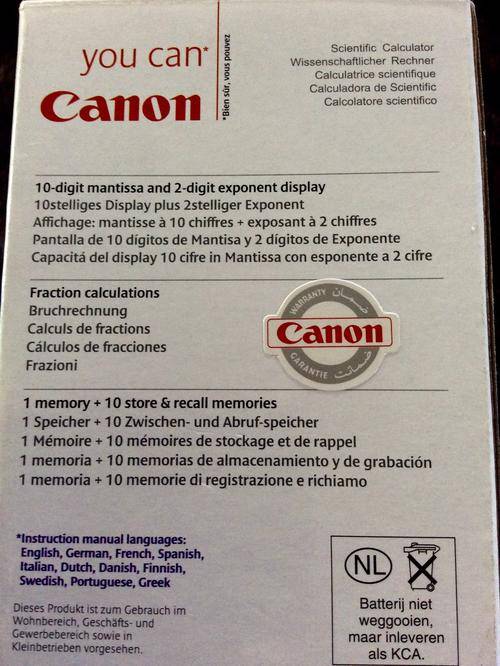 you can*
Canon
*Bien sûr, vous pouvez
Scientific Calculator
Wissenschaftlicher Rechner
Calculatrice scientifique
Calculadora de Scientific
Calcolatore scientifico
10-digit mantissa and 2-digit exponent display
10stelliges Display plus 2stelliger Exponent
Affichage: mantisse à 10 chiffres + exposant à 2 chiffres
Pantalla de 10 dígitos de Mantisa y 2 dígitos de Exponente
Capacitá del display 10 cifre in Mantissa con esponente a 2 cifre
Fraction calculations
Bruchrechnung
Calculs de fractions
Cálculos de fracciones
Frazioni
WARRANTY ضمان
Canon
GARANTIE ضمانت
1 memory + 10 store & recall memories
1 Speicher + 10 Zwischen- und Abruf-speicher
1 Mémoire + 10 mémoires de stockage et de rappel
1 memoria + 10 memorias de almacenamiento y de grabación
1 memoria + 10 memorie di registrazione e richiamo
*Instruction manual languages:
English, German, French, Spanish,
Italian, Dutch, Danish, Finnish,
Swedish, Portuguese, Greek
Dieses Produkt ist zum Gebrauch im
Wohnbereich, Geschäfts- und
Gewerbebereich sowie in
Kleinbetrieben vorgesehen.
NL
Batterij niet
weggooien,
maar inleveren
als KCA.